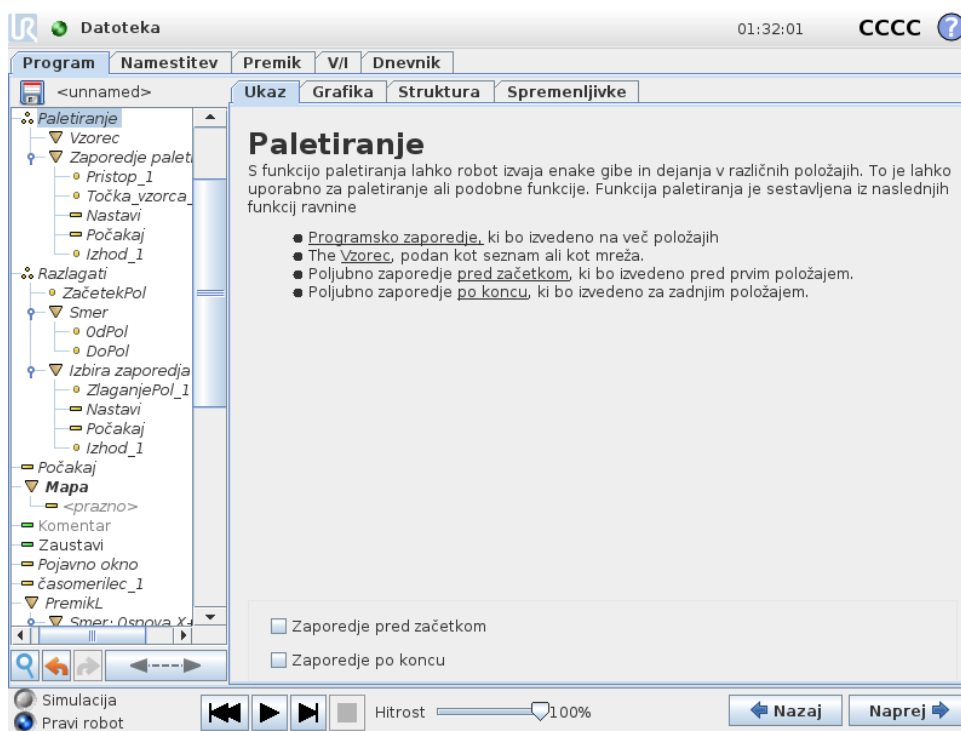 UR Datoteka 01:32:01 CCCC ?
Program Namestitev Premik V/I Dnevnik
<unnamed>
Ukaz Grafika Struktura Spremenljivke
Paletiranje
Vzorec
Zaporedje paleti
Pristop_1
Točka_vzorca_
Nastavi
Počakaj
Izhod_1
Razlagati
ZačetekPol
Smer
OdPol
DoPol
Izbira zaporedja
ZlaganjePol_1
Nastavi
Počakaj
Izhod_1
Počakaj
Mapa
<prazno>
Komentar
Zaustavi
Pojavno okno
časomerilec_1
PremikL
Smer: Osnova X+
Paletiranje
S funkcijo paletiranja lahko robot izvaja enake gibe in dejanja v različnih položajih. To je lahko
uporabno za paletiranje ali podobne funkcije. Funkcija paletiranja je sestavljena iz naslednjih
funkcij ravnine
Programsko zaporedje, ki bo izvedeno na več položajih
The Vzorec, podan kot seznam ali kot mreža.
Poljubno zaporedje pred začetkom, ki bo izvedeno pred prvim položajem.
Poljubno zaporedje po koncu, ki bo izvedeno za zadnjim položajem.
Zaporedje pred začetkom
Zaporedje po koncu
Simulacija
Pravi robot
Hitrost 100%
Nazaj Naprej